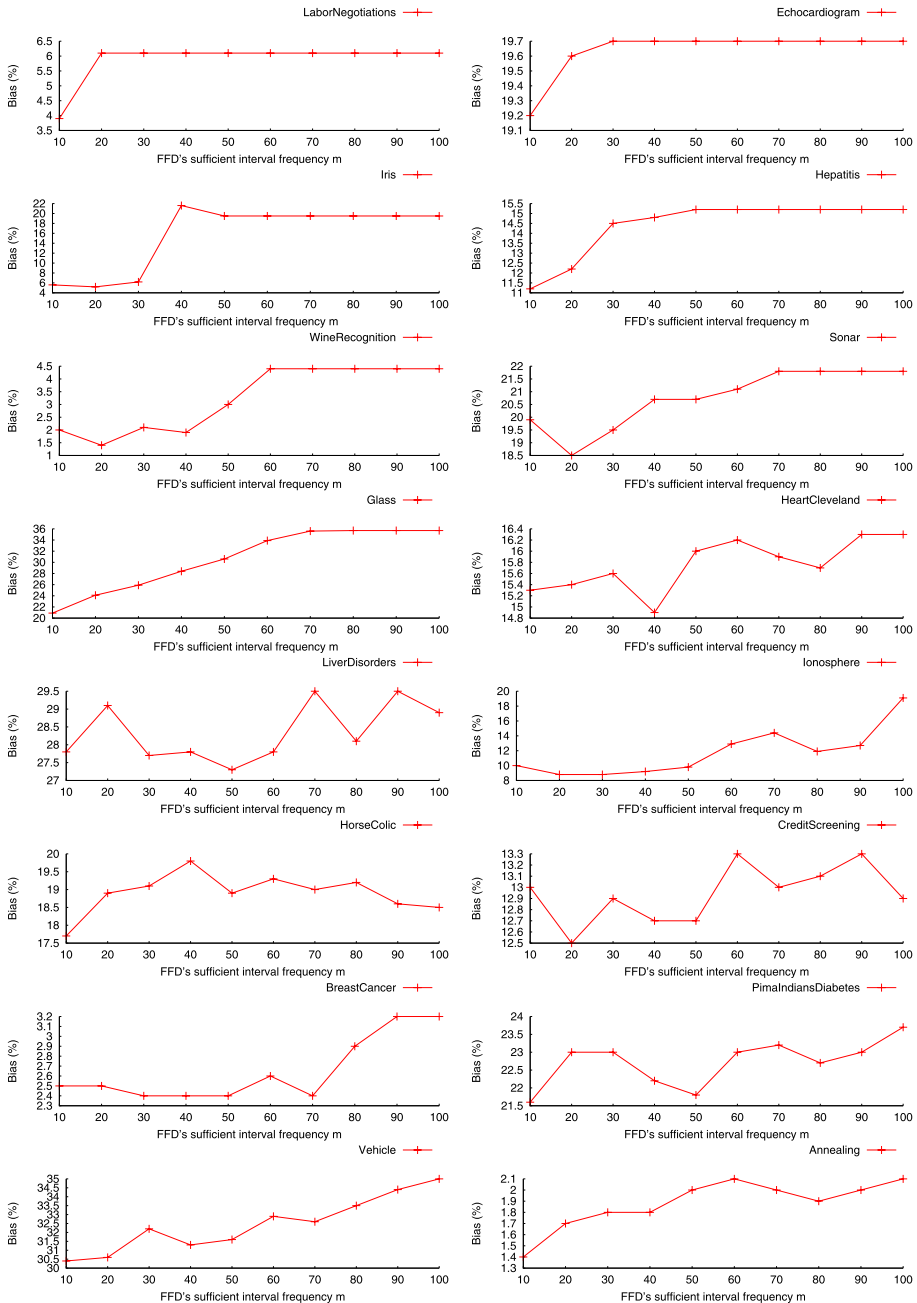 LaborNegotiations
Bias (%)
6.5
6
5.5
5
4.5
4
3.5
10 20 30 40 50 60 70 80 90 100
FFD's sufficient interval frequency m
Echocardiogram
Bias (%)
19.7
19.6
19.5
19.4
19.3
19.2
19.1
10 20 30 40 50 60 70 80 90 100
FFD's sufficient interval frequency m
Iris
Bias (%)
22
20
18
16
14
12
10
8
6
4
10 20 30 40 50 60 70 80 90 100
FFD's sufficient interval frequency m
Hepatitis
Bias (%)
15.5
15
14.5
14
13.5
13
12.5
12
11.5
11
10 20 30 40 50 60 70 80 90 100
FFD's sufficient interval frequency m
WineRecognition
Bias (%)
4.5
4
3.5
3
2.5
2
1.5
1
10 20 30 40 50 60 70 80 90 100
FFD's sufficient interval frequency m
Sonar
Bias (%)
22
21.5
21
20.5
20
19.5
19
18.5
10 20 30 40 50 60 70 80 90 100
FFD's sufficient interval frequency m
Glass
Bias (%)
36
34
32
30
28
26
24
22
20
10 20 30 40 50 60 70 80 90 100
FFD's sufficient interval frequency m
HeartCleveland
Bias (%)
16.4
16.2
16
15.8
15.6
15.4
15.2
15
14.8
10 20 30 40 50 60 70 80 90 100
FFD's sufficient interval frequency m
LiverDisorders
Bias (%)
29.5
29
28.5
28
27.5
27
10 20 30 40 50 60 70 80 90 100
FFD's sufficient interval frequency m
Ionosphere
Bias (%)
20
18
16
14
12
10
8
10 20 30 40 50 60 70 80 90 100
FFD's sufficient interval frequency m
HorseColic
Bias (%)
20
19.5
19
18.5
18
17.5
10 20 30 40 50 60 70 80 90 100
FFD's sufficient interval frequency m
CreditScreening
Bias (%)
13.3
13.2
13.1
13
12.9
12.8
12.7
12.6
12.5
10 20 30 40 50 60 70 80 90 100
FFD's sufficient interval frequency m
BreastCancer
Bias (%)
3.2
3.1
3
2.9
2.8
2.7
2.6
2.5
2.4
2.3
10 20 30 40 50 60 70 80 90 100
FFD's sufficient interval frequency m
PimaIndiansDiabetes
Bias (%)
24
23.5
23
22.5
22
21.5
10 20 30 40 50 60 70 80 90 100
FFD's sufficient interval frequency m
Vehicle
Bias (%)
35
34.5
34
33.5
33
32.5
32
31.5
31
30.5
30
10 20 30 40 50 60 70 80 90 100
FFD's sufficient interval frequency m
Annealing
Bias (%)
2.1
2
1.9
1.8
1.7
1.6
1.5
1.4
1.3
10 20 30 40 50 60 70 80 90 100
FFD's sufficient interval frequency m